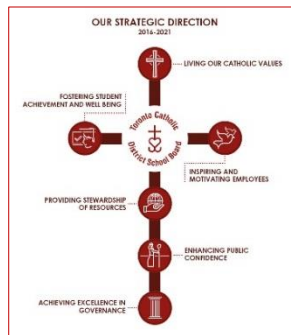 OUR STRATEGIC DIRECTION
2016-2021
LIVING OUR CATHOLIC VALUES
FOSTERING STUDENT
ACHIEVEMENT AND WELL BEING
Toronto Catholic
District School Board
INSPIRING AND
MOTIVATING EMPLOYEES
PROVIDING STEWARDSHIP
OF RESOURCES
ENHANCING PUBLIC
CONFIDENCE
ACHIEVING EXCELLENCE IN
GOVERNANCE